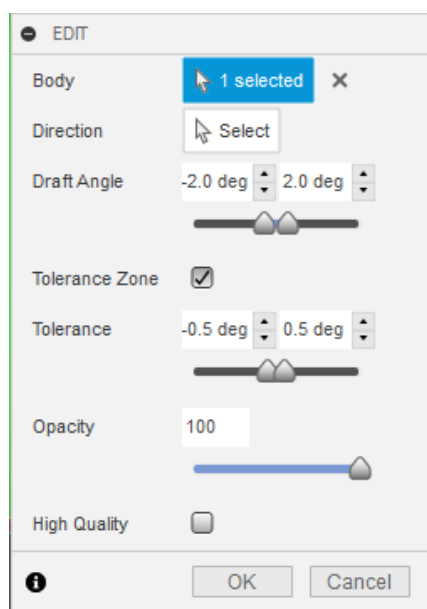 EDIT
Body 1 selected
Direction Select
Draft Angle -2.0 deg 2.0 deg
Tolerance Zone
Tolerance -0.5 deg 0.5 deg
Opacity 100
High Quality
OK Cancel